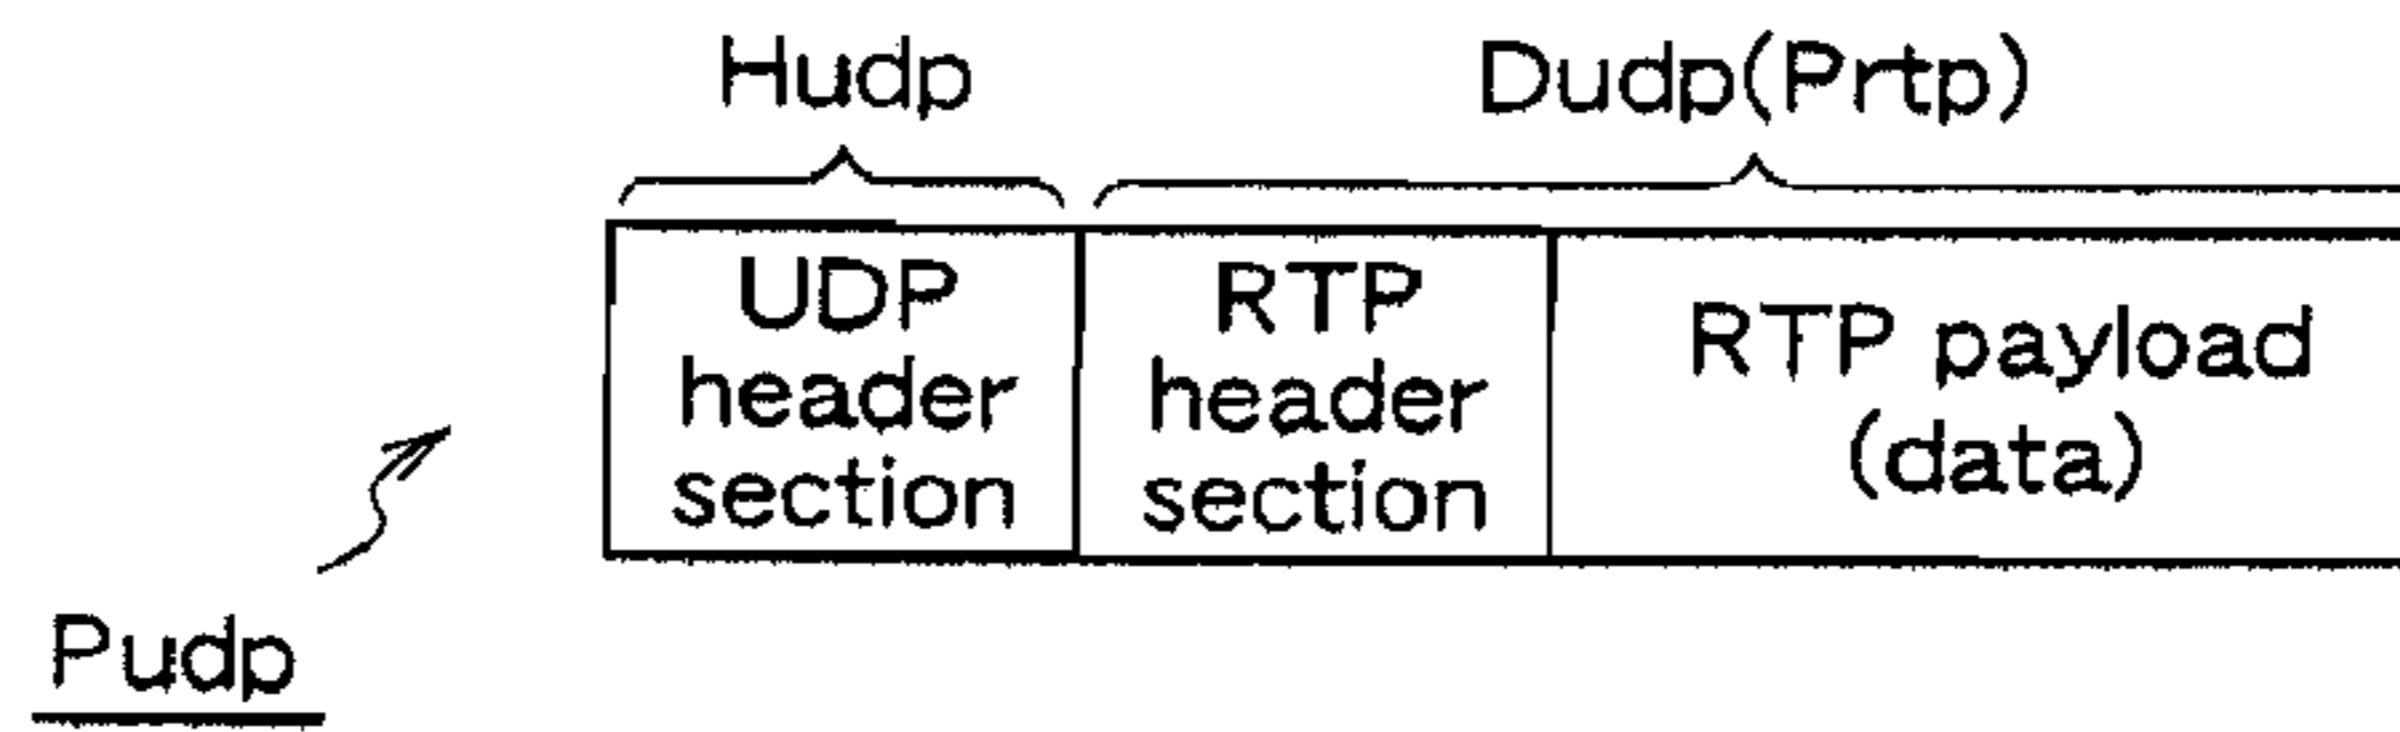 Hudp
Dudp(Prtp)
UDP
header
section
RTP
header
section
RTP payload
(data)
Pudp